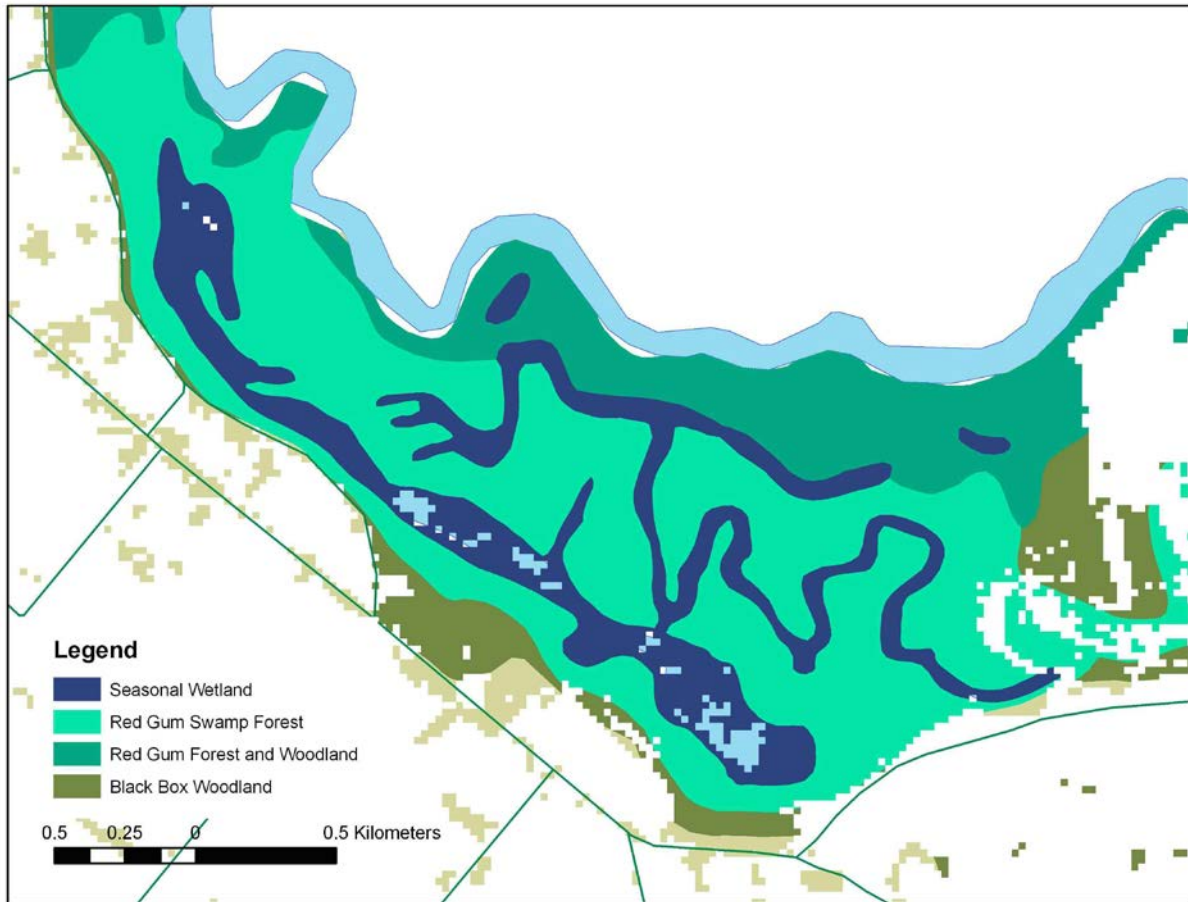 Legend
Seasonal Wetland
Red Gum Swamp Forest
Red Gum Forest and Woodland
Black Box Woodland
0.5 0.25 0 0.5 Kilometers